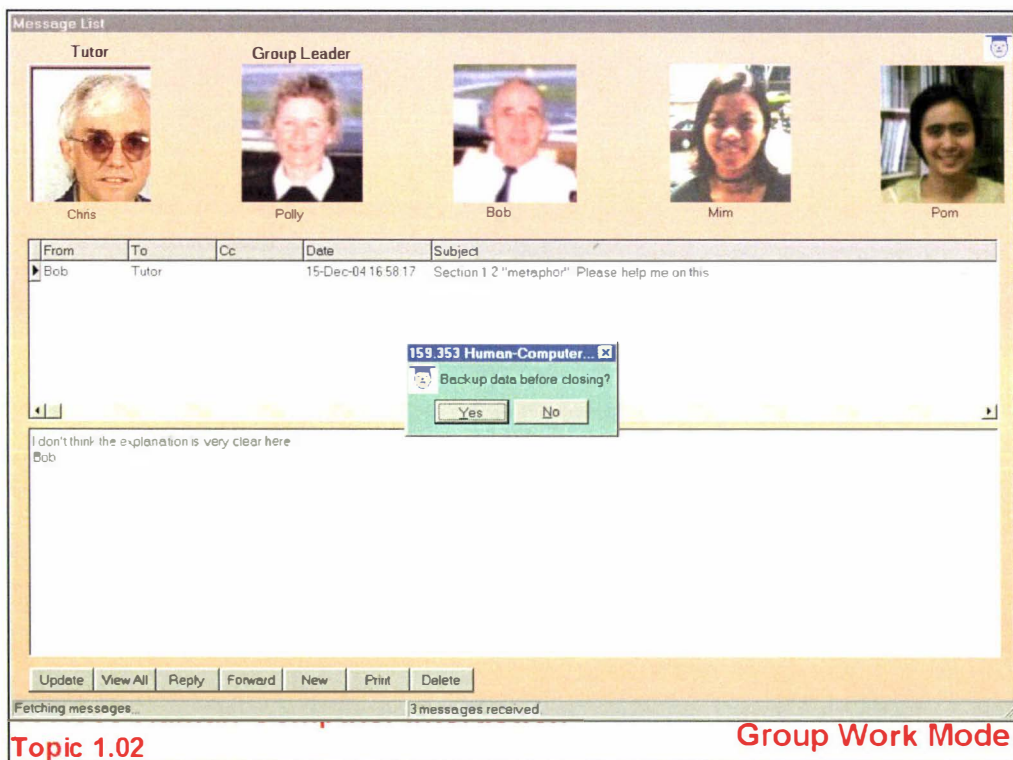 Message List
Tutor Group Leader
Chris Polly Bob Mim Pom
From To Cc Date Subject
Bob Tutor 15-Dec-04 16:58:17 Section 1.2 "metaphor" Please help me on this
159.353 Human-Computer...
Backup data before closing?
Yes No
I don't think the explanation is very clear here
Bob
Update View All Reply Forward New Print Delete
Fetching messages... 3 messages received.
Topic 1.02 Group Work Mode